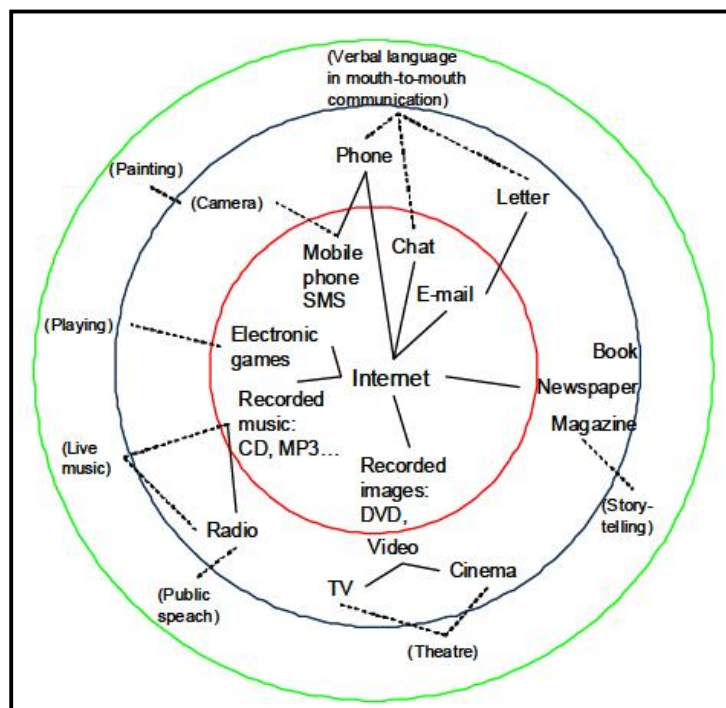 (Verbal language
in mouth-to-mouth
communication)
Phone
(Painting)
(Camera)
Letter
Mobile
phone
SMS
Chat
E-mail
(Playing)
Electronic
games
Book
Internet
Newspaper
Recorded
music:
CD, MP3...
Magazine
(Live
music)
Recorded
images:
DVD,
Video
(Story-
telling)
Radio
TV
Cinema
(Public
speach)
(Theatre)